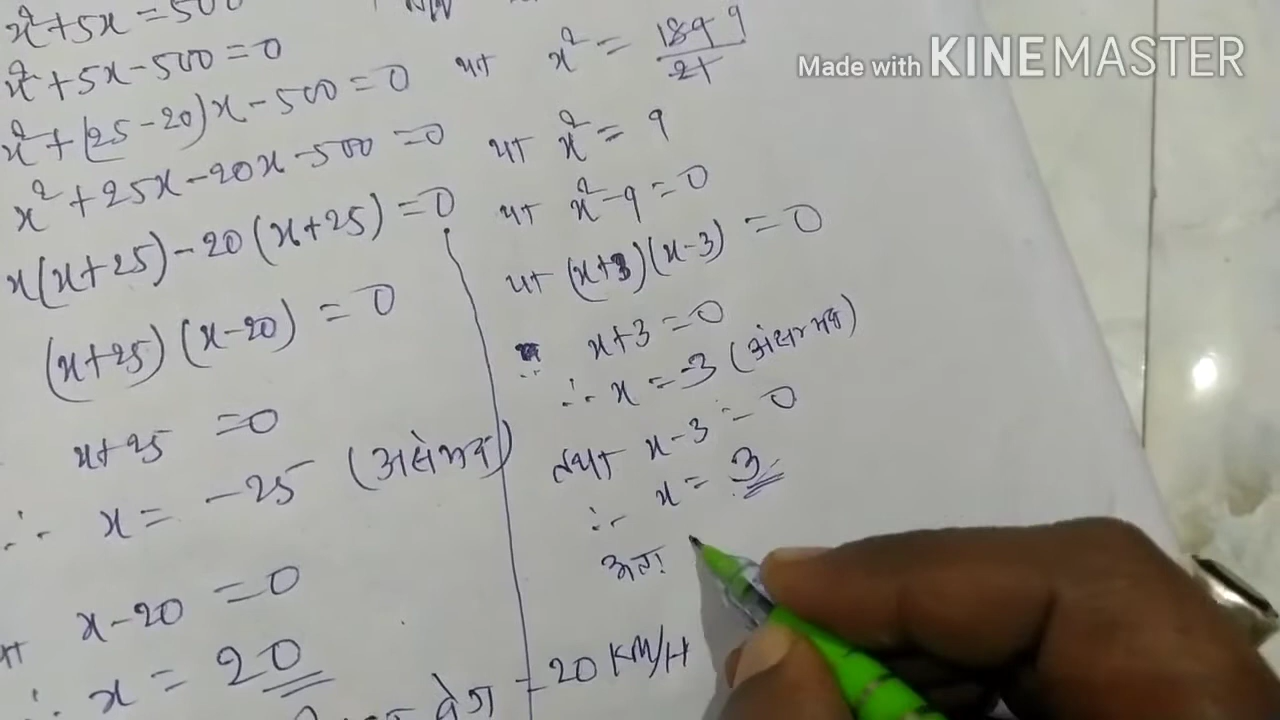 x²+5x=500
x²+5x-500=0
x²+(25-20)x-500=0
x²+25x-20x-500=0
x(x+25)-20(x+25)=0
(x+25)(x-20)=0
x+25=0
∴ x=-25 (असंभव)
x-20=0
∴ x=20
वेग = 20 KM/H
या x²=189 9/21
या x²=9
या x²-9=0
या (x+3)(x-3)=0
x+3=0
∴ x=-3 (असंभव)
तथा x-3=0
∴ x=3
अतः
Made with KINEMASTER